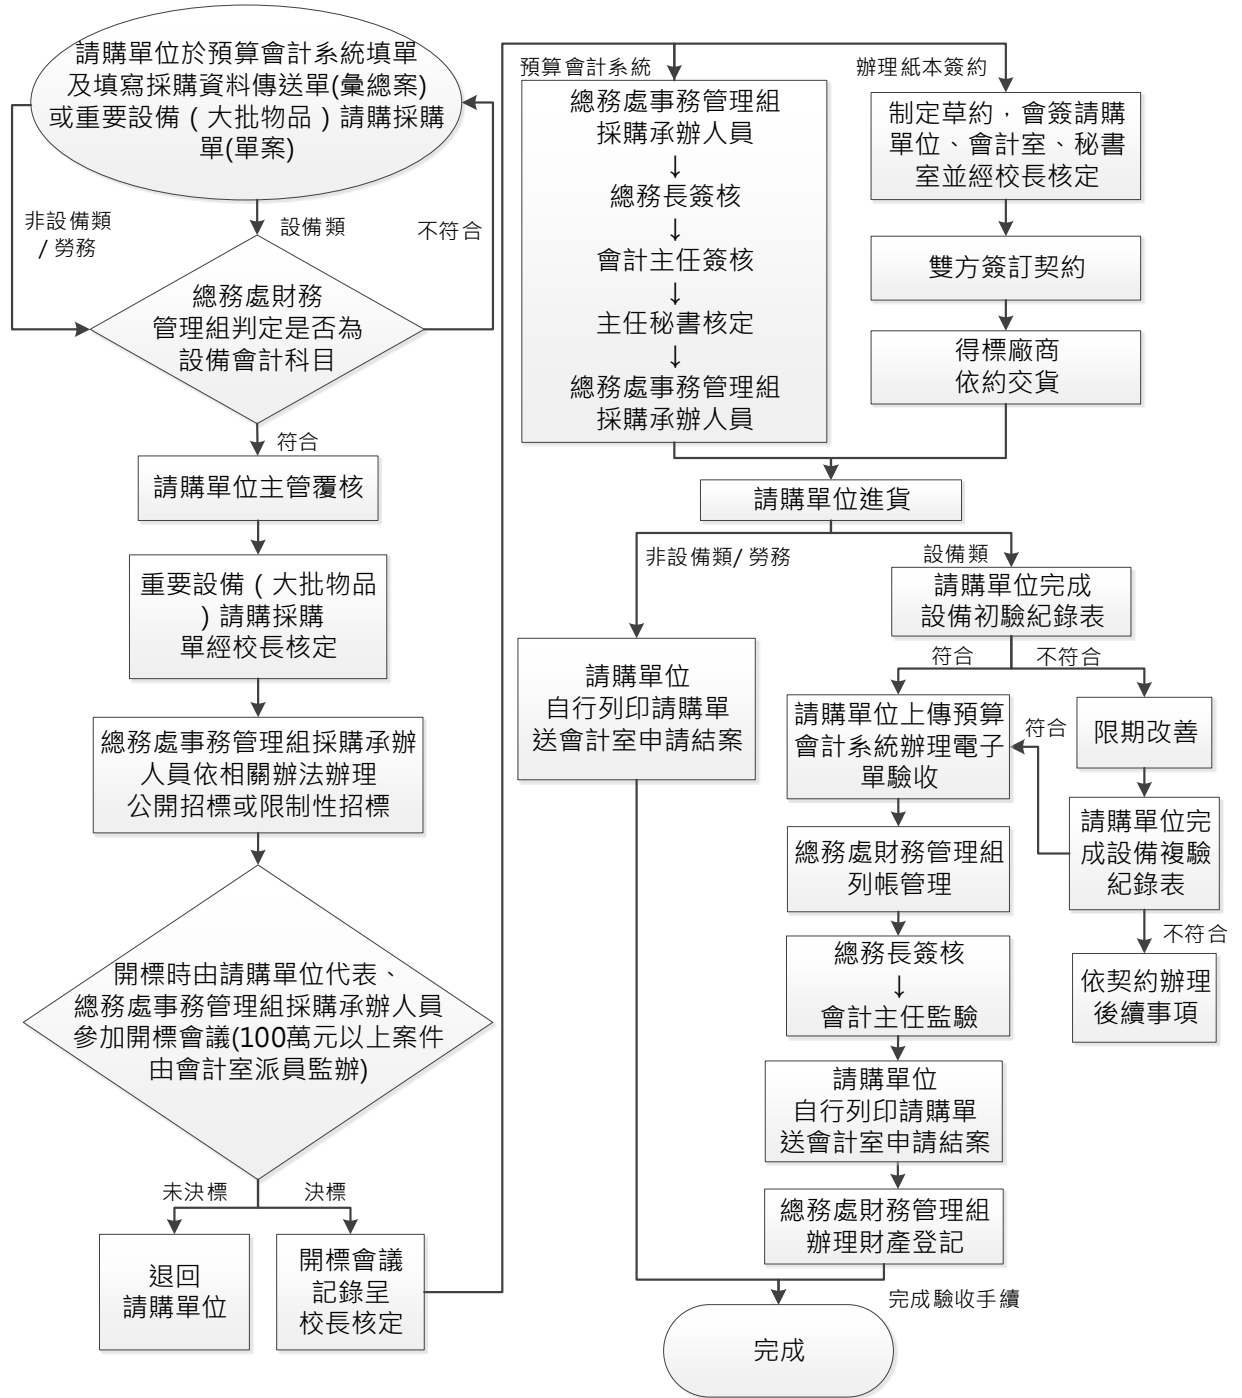 請購單位於預算會計系統填單
及填寫採購資料傳送單(彙總案)
或重要設備（大批物品）請購採購
單(單案)
非設備類
/ 勞務
設備類
不符合
總務處財務
管理組判定是否為
設備會計科目
符合
請購單位主管覆核
重要設備（大批物品
）請購採購
單經校長核定
總務處事務管理組採購承辦
人員依相關辦法辦理
公開招標或限制性招標
開標時由請購單位代表、
總務處事務管理組採購承辦人員
參加開標會議(100萬元以上案件
由會計室派員監辦)
未決標
決標
退回
請購單位
開標會議
記錄呈
校長核定
預算會計系統
總務處事務管理組
採購承辦人員
↓
總務長簽核
↓
會計主任簽核
↓
主任秘書核定
↓
總務處事務管理組
採購承辦人員
辦理紙本簽約
制定草約，會簽請購
單位、會計室、秘書
室並經校長核定
雙方簽訂契約
得標廠商
依約交貨
請購單位進貨
非設備類/ 勞務
設備類
請購單位
自行列印請購單
送會計室申請結案
請購單位完成
設備初驗紀錄表
符合
不符合
請購單位上傳預算
會計系統辦理電子
單驗收
符合
限期改善
請購單位完
成設備複驗
紀錄表
不符合
依契約辦理
後續事項
總務處財務管理組
列帳管理
總務長簽核
↓
會計主任監驗
請購單位
自行列印請購單
送會計室申請結案
總務處財務管理組
辦理財產登記
完成驗收手續
完成